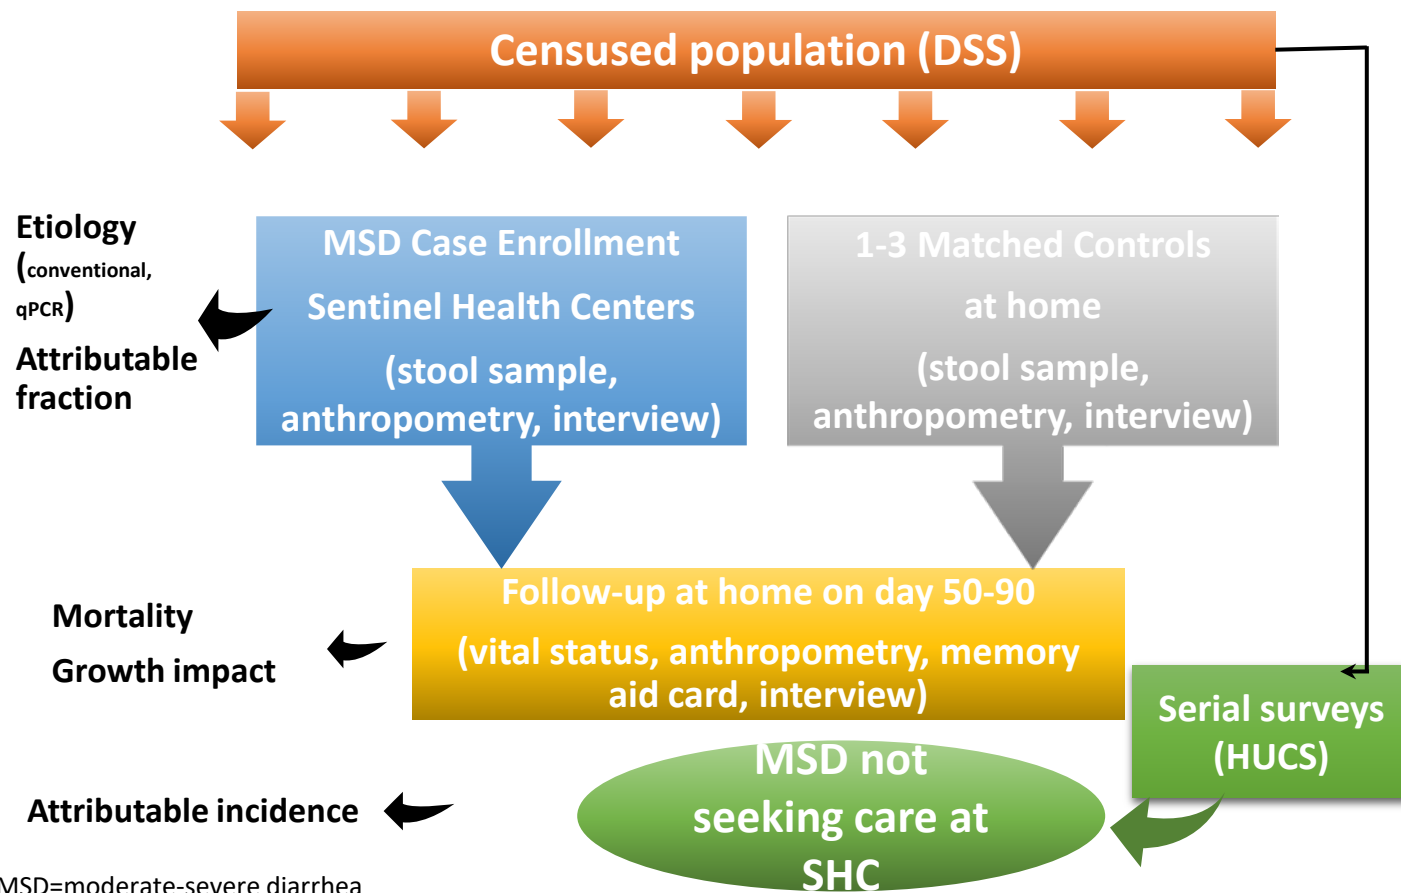 Censused population (DSS)
Etiology
(conventional,
qPCR)
Attributable
fraction
MSD Case Enrollment
Sentinel Health Centers
(stool sample,
anthropometry, interview)
1-3 Matched Controls
at home
(stool sample,
anthropometry, interview)
Mortality
Growth impact
Follow-up at home on day 50-90
(vital status, anthropometry, memory
aid card, interview)
Serial surveys
(HUCS)
Attributable incidence
MSD not
seeking care at
SHC
MSD=moderate-severe diarrhea